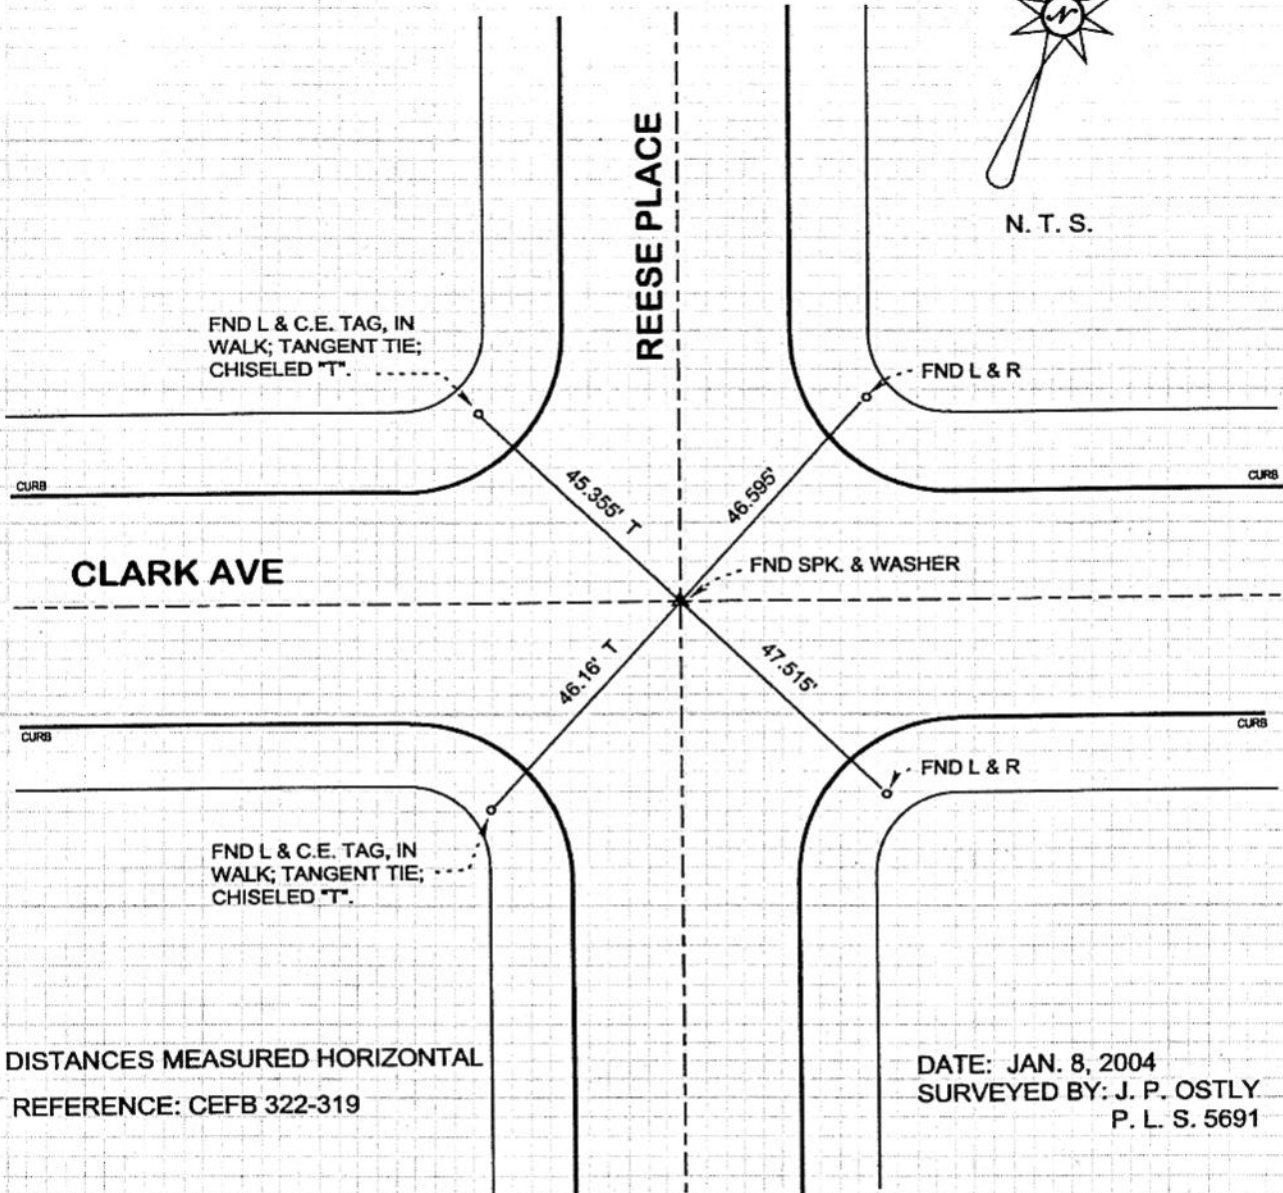 N
N. T. S.
REESE PLACE
FND L & C.E. TAG, IN
WALK; TANGENT TIE;
CHISELED "T".
FND L & R
CURB
CURB
45.355' T
46.595'
FND SPK. & WASHER
CLARK AVE
46.16' T
47.515'
CURB
CURB
FND L & R
FND L & C.E. TAG, IN
WALK; TANGENT TIE;
CHISELED "T".
DISTANCES MEASURED HORIZONTAL
REFERENCE: CEFB 322-319
DATE: JAN. 8, 2004
SURVEYED BY: J. P. OSTLY
P. L. S. 5691